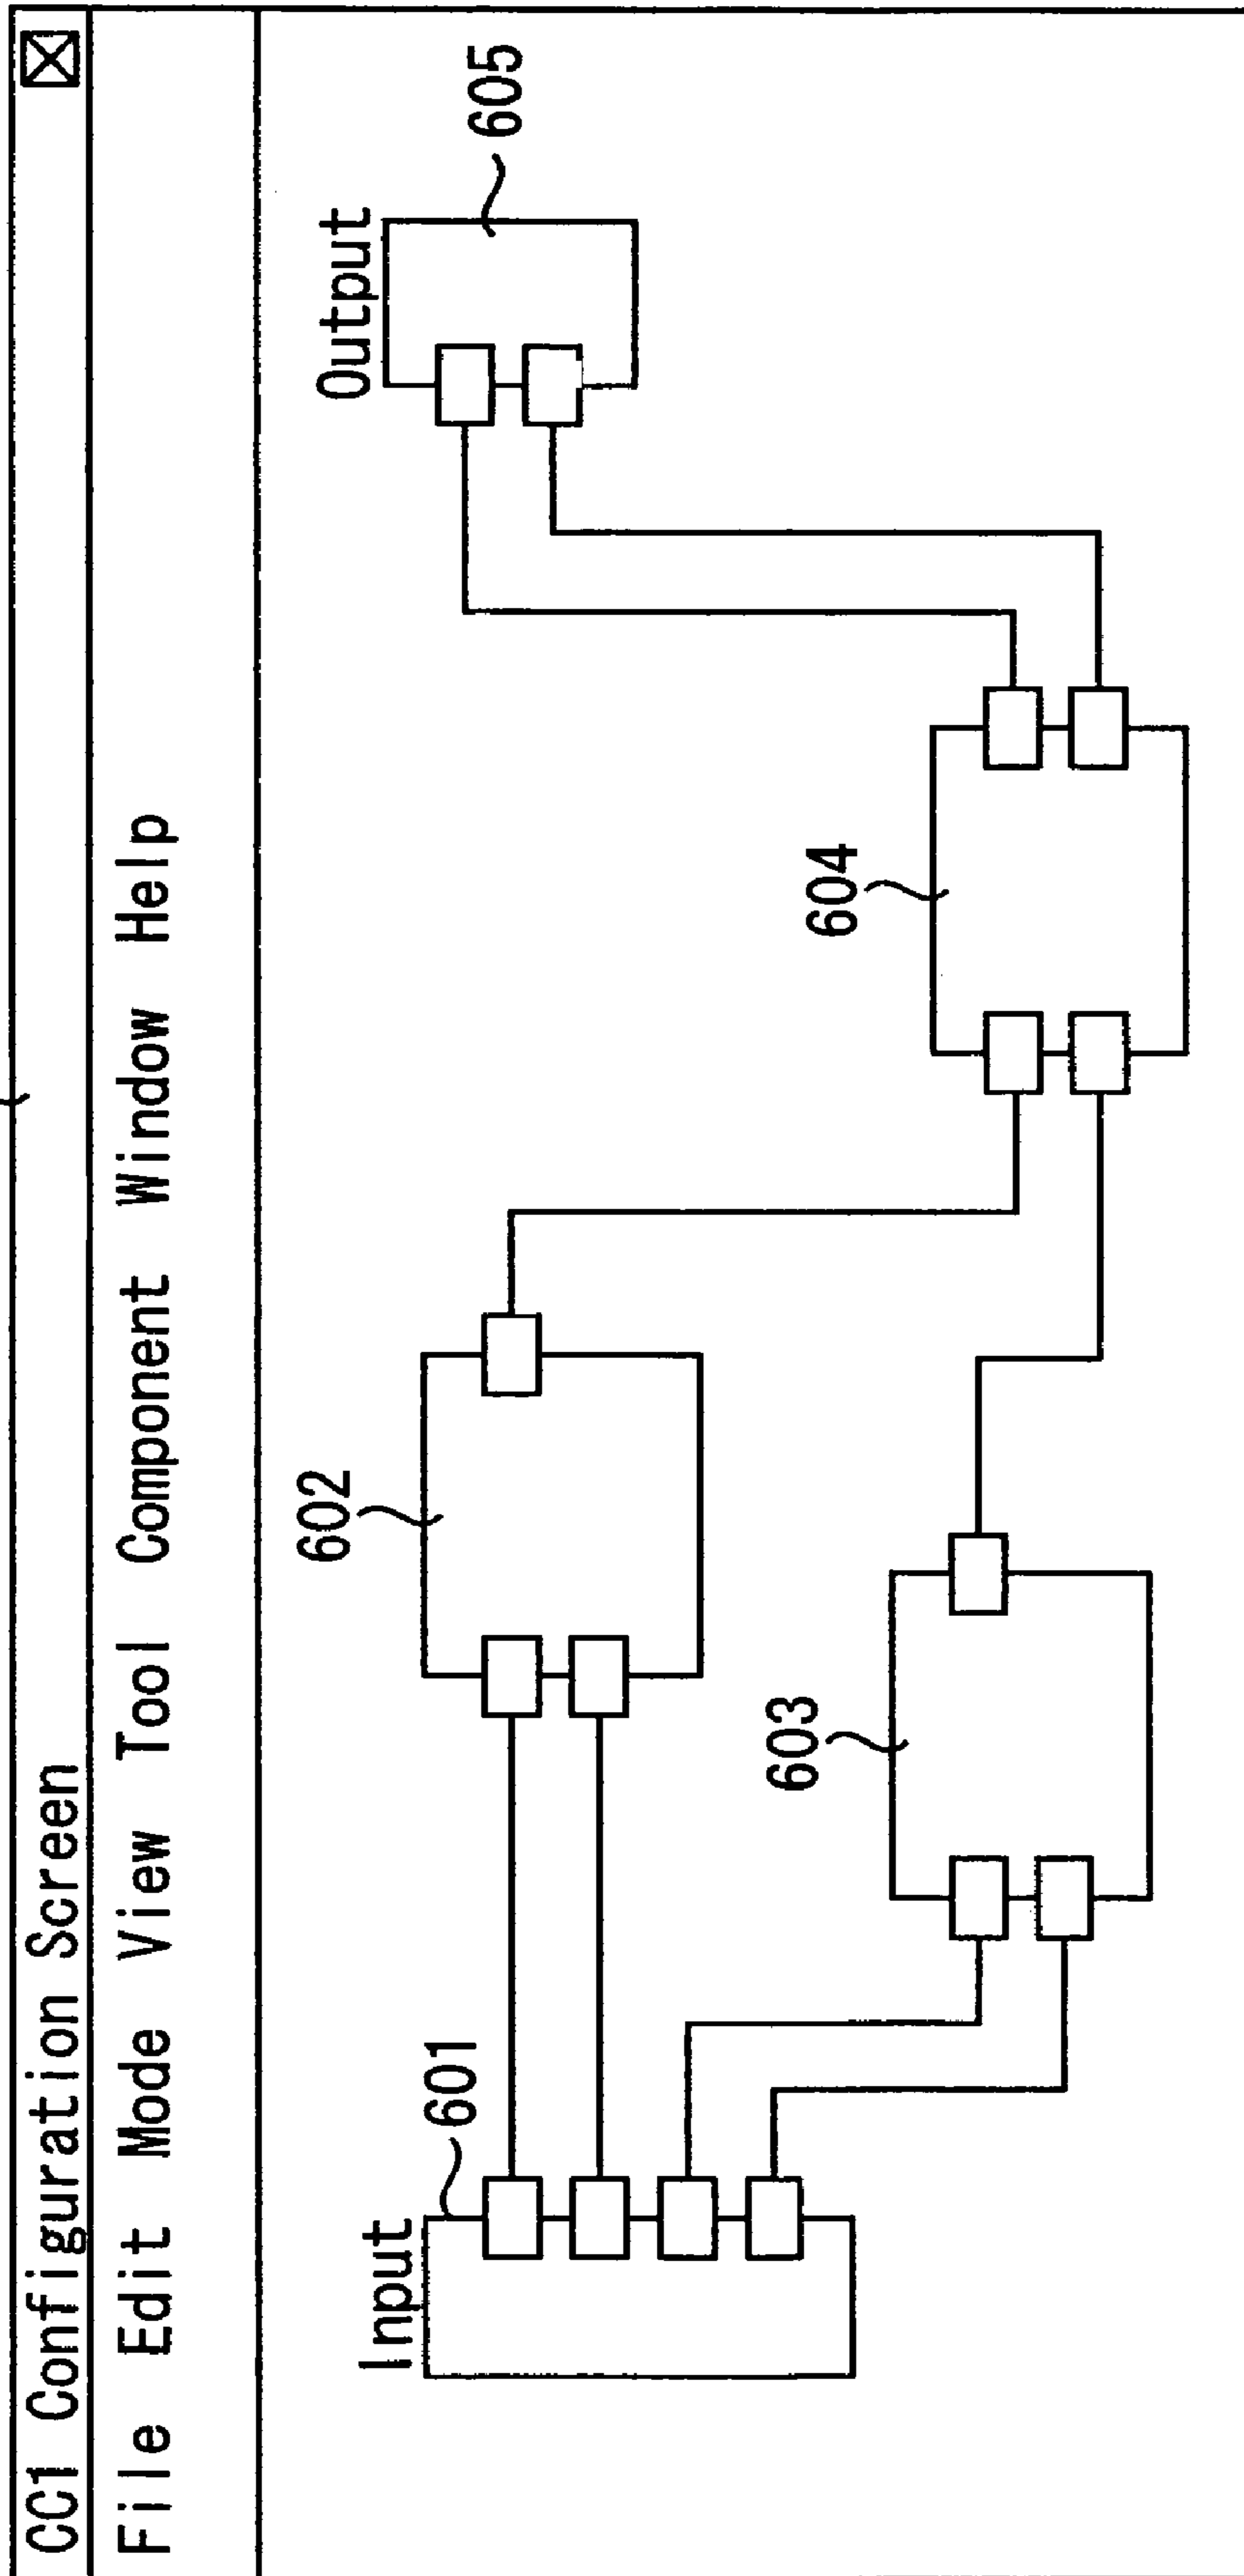 CC1 Configuration Screen
File Edit Mode View Tool Component Window Help
Input
601
602
603
604
Output
605